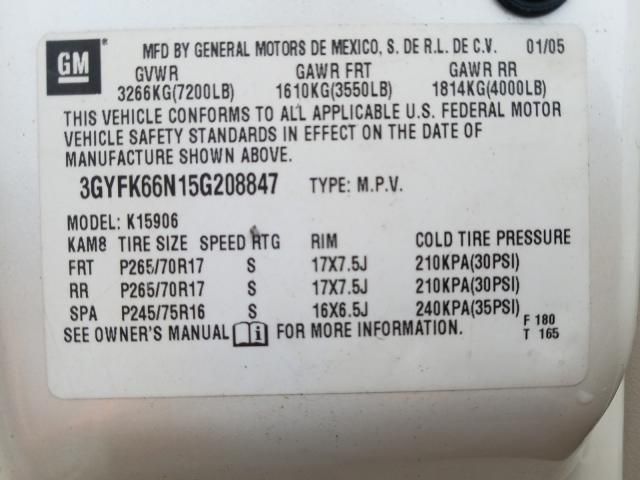 GM
MFD BY GENERAL MOTORS DE MEXICO, S. DE R.L. DE C.V. 01/05
GVWR GAWR FRT GAWR RR
3266KG(7200LB) 1610KG(3550LB) 1814KG(4000LB)
THIS VEHICLE CONFORMS TO ALL APPLICABLE U.S. FEDERAL MOTOR
VEHICLE SAFETY STANDARDS IN EFFECT ON THE DATE OF
MANUFACTURE SHOWN ABOVE.
3GYFK66N15G208847 TYPE: M.P.V.
MODEL: K15906
KAM8 TIRE SIZE SPEED RTG RIM COLD TIRE PRESSURE
FRT P265/70R17 S 17X7.5J 210KPA(30PSI)
RR P265/70R17 S 17X7.5J 210KPA(30PSI)
SPA P245/75R16 S 16X6.5J 240KPA(35PSI)
SEE OWNER'S MANUAL i FOR MORE INFORMATION.
F 180
T 165